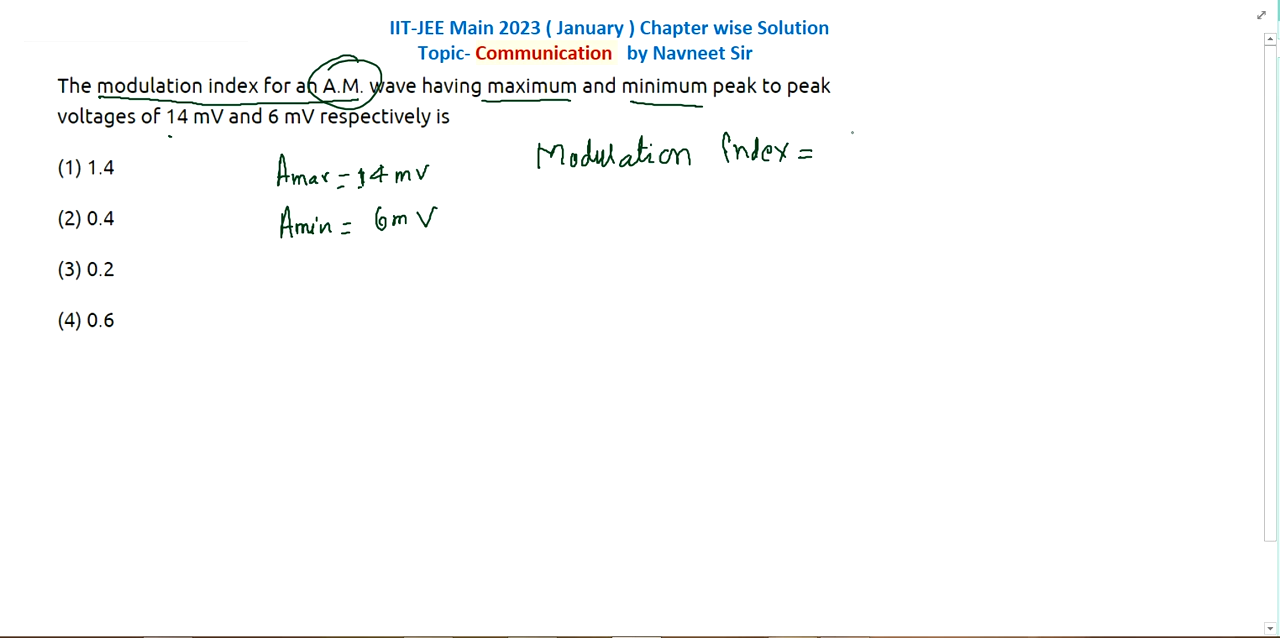 IIT-JEE Main 2023 ( January ) Chapter wise Solution
Topic- Communication by Navneet Sir
The modulation index for an A.M. wave having maximum and minimum peak to peak
voltages of 14 mV and 6 mV respectively is
(1) 1.4
(2) 0.4
(3) 0.2
(4) 0.6
Amax = 14 mV
Amin = 6m V
Modulation Index =